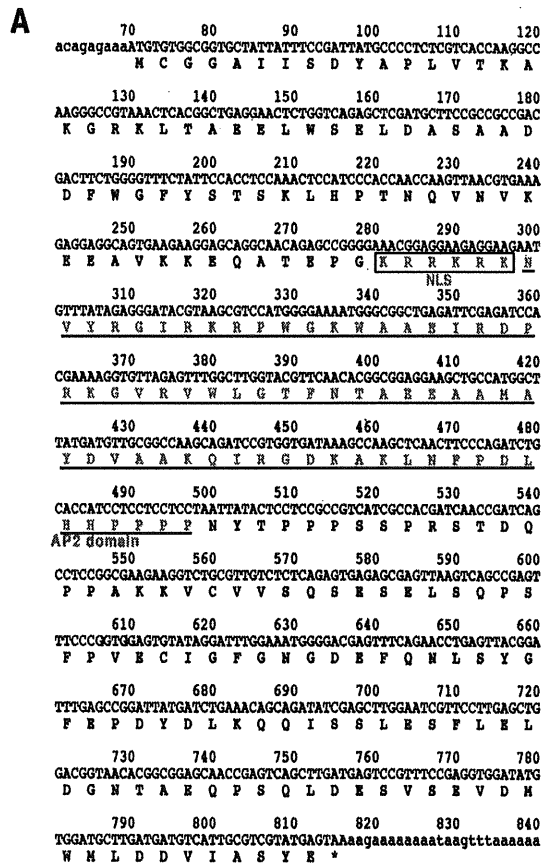 A
70 80 90 100 110 120
acagagaaaATGTGTGGCGGTGCTATTATTTCCGATTATGCCCCTCTCGTCACCAAGGCC
M C G G A I I S D Y A P L V T K A
130 140 150 160 170 180
AAGGGCCGTAAACTCACGGCTGAGGAACTCTGGTCAGAGCTCGATGCTTCCGCCGCCGAC
K G R K L T A E E L W S E L D A S A A D
190 200 210 220 230 240
GACTTCTGGGGTTTCTATTCCACCTCCAAACTCCATCCCACCAACCAAGTTAACGTGAAA
D F W G F Y S T S K L H P T N Q V N V K
250 260 270 280 290 300
GAGGAGGCAGTGAAGAAGGAGCAGGCAACAGAGCCGGGGAAACGGAGGAAGAGGAAGAAT
E E A V K K E Q A T E P G K R R K R K N
NLS
310 320 330 340 350 360
GTTTATAGAGGGATACGTAAGCGTCCATGGGGAAAATGGGCGGCTGAGATTCGAGATCCA
V Y R G I R K R P W G K W A A E I R D P
370 380 390 400 410 420
CGAAAAGGTGTTAGAGTTTGGCTTGGTACGTTCAACACGGCGGAGGAAGCTGCCATGGCT
R K G V R V W L G T F N T A E E A A M A
430 440 450 460 470 480
TATGATGTTGCGGCCAAGCAGATCCGTGGTGATAAAGCCAAGCTCAACTTCCCAGATCTG
Y D V A A K Q I R G D K A K L N F P D L
490 500 510 520 530 540
CACCATCCTCCTCCTCCTAATTATACTCCTCCGCCGTCATCGCCACGATCAACCGATCAG
H H P P P P N Y T P P P S S P R S T D Q
AP2 domain
550 560 570 580 590 600
CCTCCGGCGAAGAAGGTCTGCGTTGTCTCTCAGAGTGAGAGCGAGTTAAGTCAGCCGAGT
P P A K K V C V V S Q S E S E L S Q P S
610 620 630 640 650 660
TTCCCGGTGGAGTGTATAGGATTTGGAAATGGGGACGAGTTTCAGAACCTGAGTTACGGA
F P V E C I G F G N G D E F Q N L S Y G
670 680 690 700 710 720
TTTGAGCCGGATTATGATCTGAAACAGCAGATATCGAGCTTGGAATCGTTCCTTGAGCTG
F E P D Y D L K Q Q I S S L E S F L E L
730 740 750 760 770 780
GACGGTAACACGGCGGAGCAACCGAGTCAGCTTGATGAGTCCGTTTCCGAGGTGGATATG
D G N T A E Q P S Q L D E S V S E V D M
790 800 810 820 830 840
TGGATGCTTGATGATGTCATTGCGTCGTATGAGTAAaagaaaaaaaataagtttaaaaaa
W M L D D V I A S Y E *